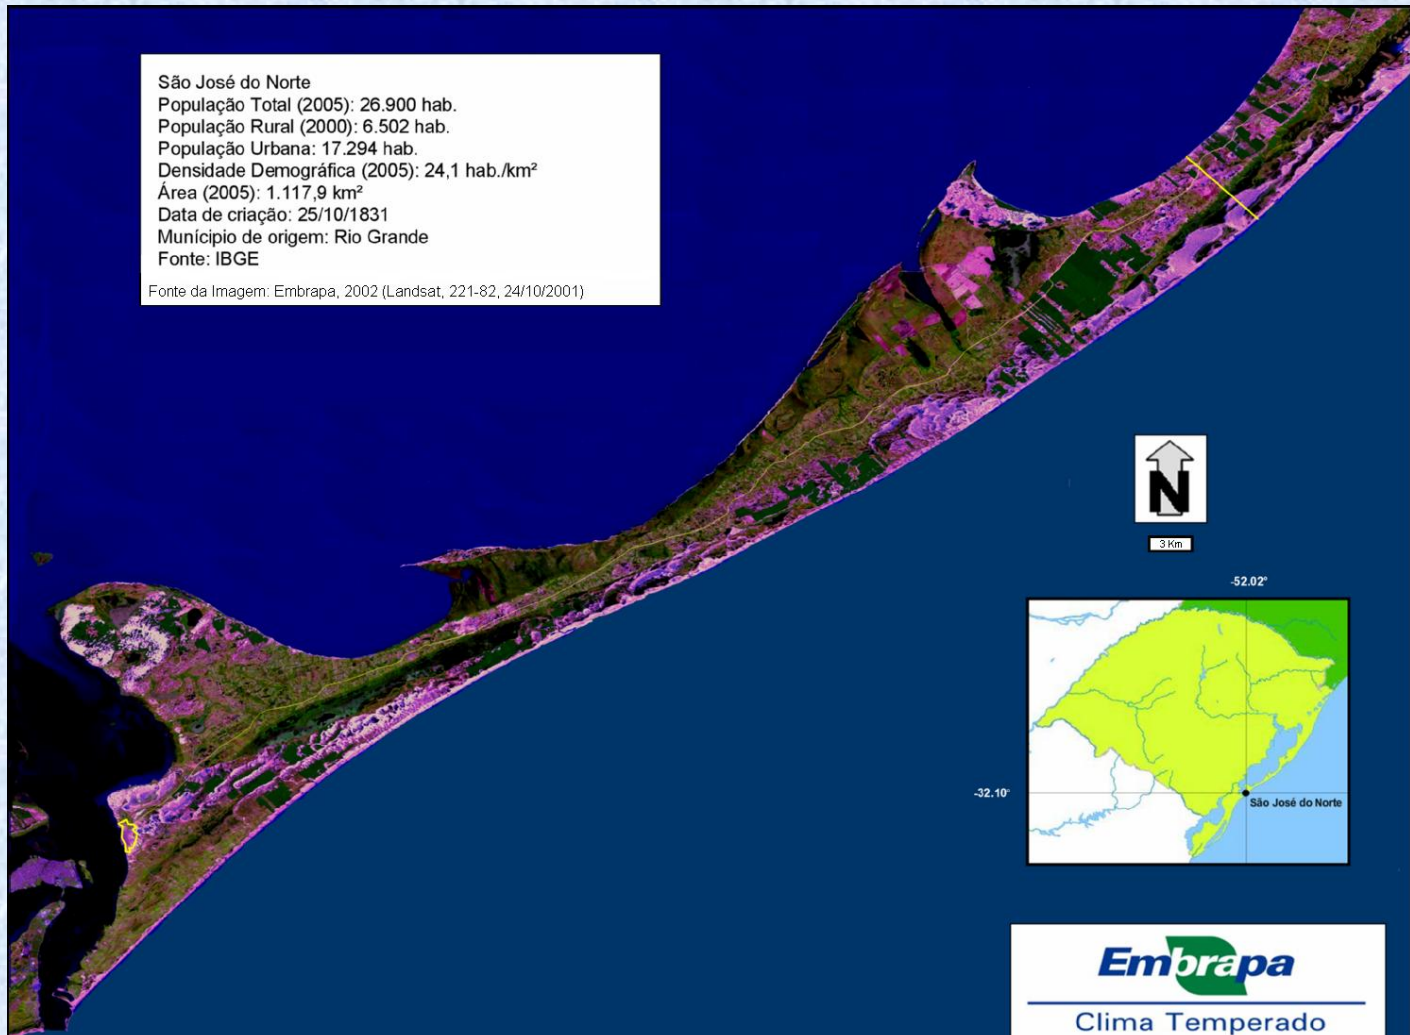 São José do Norte
População Total (2005): 26.900 hab.
População Rural (2000): 6.502 hab.
População Urbana: 17.294 hab.
Densidade Demográfica (2005): 24,1 hab./km²
Área (2005): 1.117,9 km²
Data de criação: 25/10/1831
Munícipio de origem: Rio Grande
Fonte: IBGE
Fonte da Imagem: Embrapa, 2002 (Landsat, 221-82, 24/10/2001)
N
3 Km
-52.02°
-32.10°
São José do Norte
Embrapa
Clima Temperado